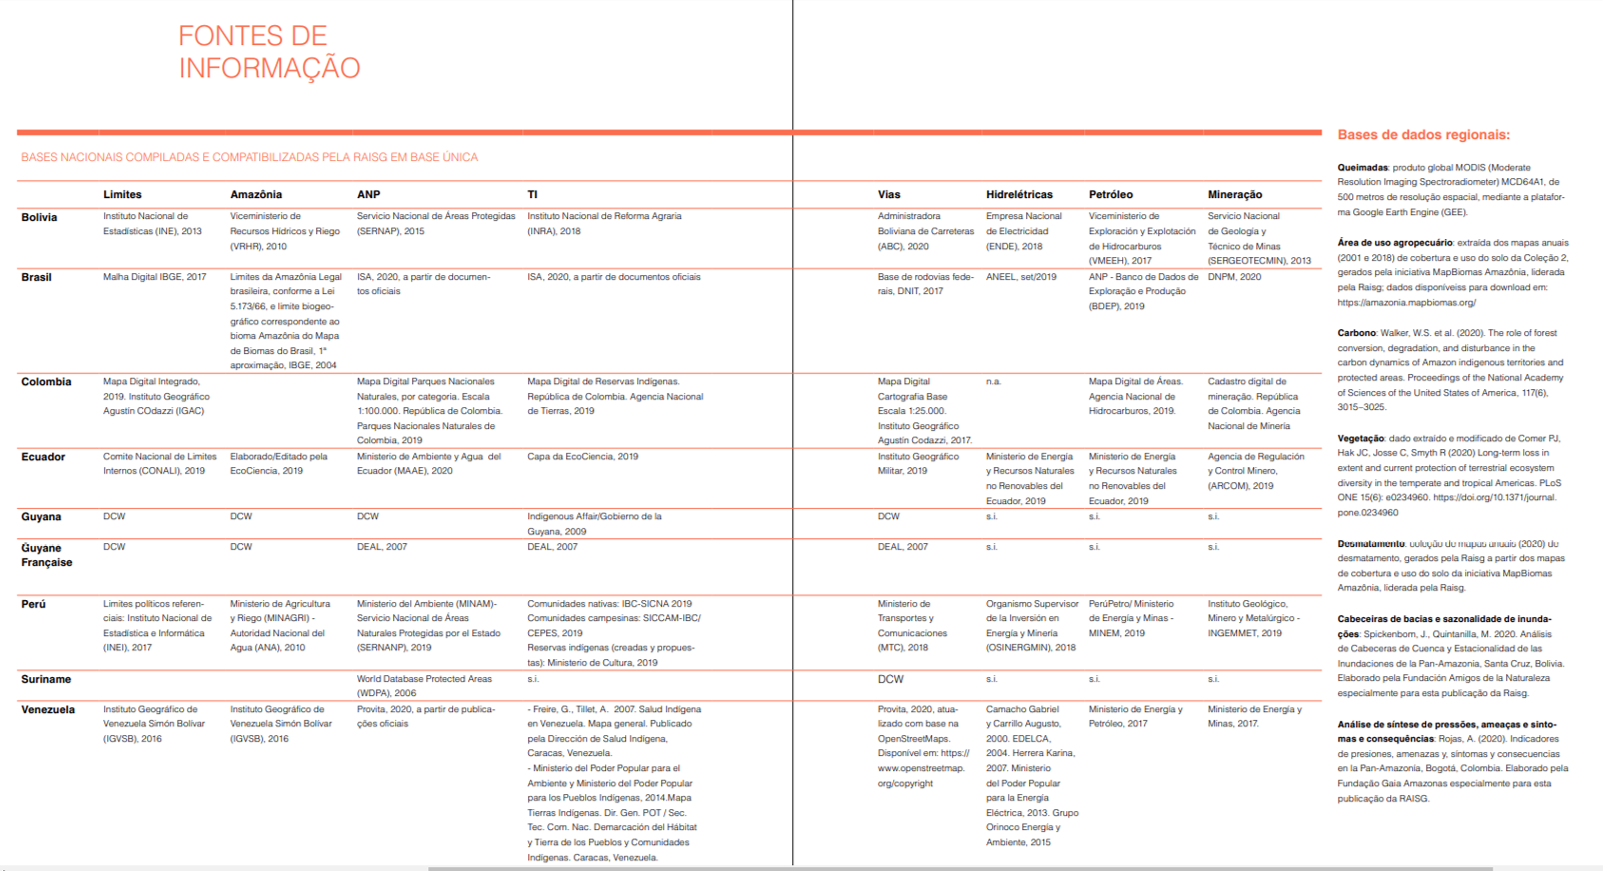 FONTES DE
INFORMAÇÃO
BASES NACIONAIS COMPILADAS E COMPATIBILIZADAS PELA RAISG EM BASE ÚNICA
Limites
Amazônia
ANP
TI
Vias
Hidrelétricas
Petróleo
Mineração
Bolivia
Instituto Nacional de
Estadísticas (INE), 2013
Viceministerio de
Recursos Hídricos y Riego
(VRHR), 2010
Servicio Nacional de Áreas Protegidas
(SERNAP), 2015
Instituto Nacional de Reforma Agraria
(INRA), 2018
Administradora
Boliviana de Carreteras
(ABC), 2020
Empresa Nacional
de Electricidad
(ENDE), 2018
Viceministerio de
Exploración y Explotación
de Hidrocarburos
(VMEEH), 2017
Servicio Nacional
de Geología y
Técnico de Minas
(SERGEOTECMIN), 2013
Brasil
Malha Digital IBGE, 2017
Limites da Amazônia Legal
brasileira, conforme a Lei
5.173/66, e limite biogeo-
gráfico correspondente ao
bioma Amazônia do Mapa
de Biomas do Brasil, 1ª
aproximação, IBGE, 2004
ISA, 2020, a partir de documen-
tos oficiais
ISA, 2020, a partir de documentos oficiais
Base de rodovias fede-
rais, DNIT, 2017
ANEEL, set/2019
ANP - Banco de Dados de
Exploração e Produção
(BDEP), 2019
DNPM, 2020
Colombia
Mapa Digital Integrado,
2019. Instituto Geográfico
Agustín COdazzi (IGAC)
Mapa Digital Parques Nacionales
Naturales, por categoria. Escala
1:100.000. República de Colombia.
Parques Nacionales Naturales de
Colombia, 2019
Mapa Digital de Reservas Indígenas.
República de Colombia. Agencia Nacional
de Tierras, 2019
Mapa Digital
Cartografia Base
Escala 1:25.000.
Instituto Geográfico
Agustín Codazzi, 2017.
n.a.
Mapa Digital de Áreas.
Agencia Nacional de
Hidrocarburos, 2019.
Cadastro digital de
mineração. República
de Colombia. Agencia
Nacional de Minería
Ecuador
Comite Nacional de Limites
Internos (CONALI), 2019
Elaborado/Editado pela
EcoCiencia, 2019
Ministerio de Ambiente y Agua del
Ecuador (MAAE), 2020
Capa da EcoCiencia, 2019
Instituto Geográfico
Militar, 2019
Ministerio de Energía
y Recursos Naturales
no Renovables del
Ecuador, 2019
Ministerio de Energía
y Recursos Naturales
no Renovables del
Ecuador, 2019
Agencia de Regulación
y Control Minero,
(ARCOM), 2019
Guyana
DCW
DCW
DCW
Indigenous Affair/Gobierno de la
Guyana, 2009
DCW
s.i.
s.i.
s.i.
Guyane
Française
DCW
DCW
DEAL, 2007
DEAL, 2007
DEAL, 2007
s.i.
s.i.
s.i.
Perú
Limites políticos referen-
ciais: Instituto Nacional de
Estadística e Informática
(INEI), 2017
Ministerio de Agricultura
y Riego (MINAGRI) -
Autoridad Nacional del
Agua (ANA), 2010
Ministerio del Ambiente (MINAM)-
Servicio Nacional de Áreas
Naturales Protegidas por el Estado
(SERNANP), 2019
Comunidades nativas: IBC-SICNA 2019
Comunidades campesinas: SICCAM-IBC/
CEPES, 2019
Reservas indígenas (creadas y propues-
tas): Ministerio de Cultura, 2019
Ministerio de
Transportes y
Comunicaciones
(MTC), 2018
Organismo Supervisor
de la Inversión en
Energía y Minería
(OSINERGMIN), 2018
PerúPetro/ Ministerio
de Energía y Minas -
MINEM, 2019
Instituto Geológico,
Minero y Metalúrgico -
INGEMMET, 2019
Suriname
World Database Protected Areas
(WDPA), 2006
s.i.
DCW
s.i.
s.i.
s.i.
Venezuela
Instituto Geográfico de
Venezuela Simón Bolívar
(IGVSB), 2016
Instituto Geográfico de
Venezuela Simón Bolívar
(IGVSB), 2016
Provita, 2020, a partir de publica-
ções oficiais
- Freire, G., Tillet, A. 2007. Salud Indígena
en Venezuela. Mapa general. Publicado
pela Dirección de Salud Indígena,
Caracas, Venezuela.
- Ministerio del Poder Popular para el
Ambiente y Ministerio del Poder Popular
para los Pueblos Indígenas, 2014.Mapa
Tierras Indígenas. Dir. Gen. POT / Sec.
Tec. Com. Nac. Demarcación del Hábitat
y Tierra de los Pueblos y Comunidades
Indígenas. Caracas, Venezuela.
Provita, 2020, atua-
lizado com base na
OpenStreetMaps.
Disponível em: https://
www.openstreetmap.
org/copyright
Camacho Gabriel
y Carrillo Augusto,
2000. EDELCA,
2004. Herrera Karina,
2007. Ministerio
del Poder Popular
para la Energía
Eléctrica, 2013. Grupo
Orinoco Energía y
Ambiente, 2015
Ministerio de Energía y
Petróleo, 2017
Ministerio de Energía y
Minas, 2017.
Bases de dados regionais:
Queimadas: produto global MODIS (Moderate
Resolution Imaging Spectroradiometer) MCD64A1, de
500 metros de resolução espacial, mediante a platafor-
ma Google Earth Engine (GEE).
Área de uso agropecuário: extraída dos mapas anuais
(2001 e 2018) de cobertura e uso do solo da Coleção 2,
gerados pela iniciativa MapBiomas Amazônia, liderada
pela Raisg; dados disponíveiss para download em:
https://amazonia.mapbiomas.org/
Carbono: Walker, W.S. et al. (2020). The role of forest
conversion, degradation, and disturbance in the
carbon dynamics of Amazon indigenous territories and
protected areas. Proceedings of the National Academy
of Sciences of the United States of America, 117(6),
3015–3025.
Vegetação: dado extraído e modificado de Comer PJ,
Hak JC, Josse C, Smyth R (2020) Long-term loss in
extent and current protection of terrestrial ecosystem
diversity in the temperate and tropical Americas. PLoS
ONE 15(6): e0234960. https://doi.org/10.1371/journal.
pone.0234960
Desmatamento: coleção de mapas anuais (2020) de
desmatamento, gerados pela Raisg a partir dos mapas
de cobertura e uso do solo da iniciativa MapBiomas
Amazônia, liderada pela Raisg.
Cabeceiras de bacias e sazonalidade de inunda-
ções: Spickenbom, J., Quintanilla, M. 2020. Análisis
de Cabeceras de Cuenca y Estacionalidad de las
Inundaciones de la Pan-Amazonia, Santa Cruz, Bolivia.
Elaborado pela Fundación Amigos de la Naturaleza
especialmente para esta publicação da Raisg.
Análise de síntese de pressões, ameaças e sinto-
mas e consequências: Rojas, A. (2020). Indicadores
de presiones, amenazas y, síntomas y consecuencias
en la Pan-Amazonía, Bogotá, Colombia. Elaborado pela
Fundação Gaia Amazonas especialmente para esta
publicação da RAISG.